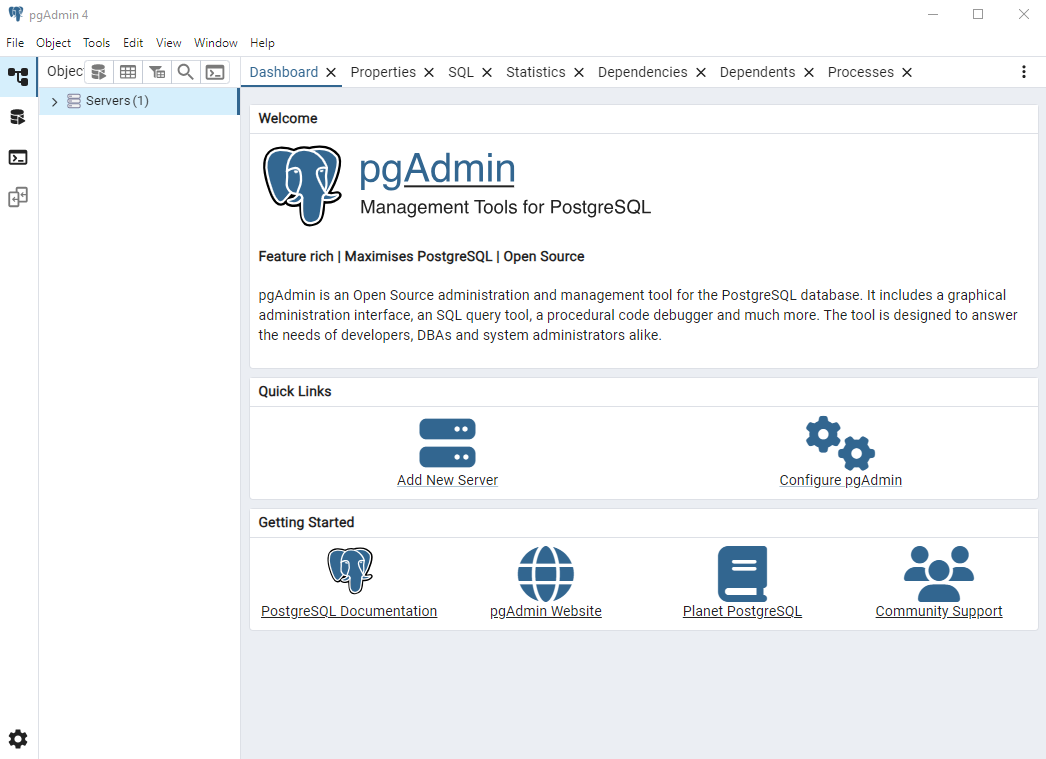 pgAdmin 4
File Object Tools Edit View Window Help
Objec Dashboard Properties SQL Statistics Dependencies Dependents Processes
Servers (1)
Welcome
pgAdmin
Management Tools for PostgreSQL
Feature rich | Maximises PostgreSQL | Open Source
pgAdmin is an Open Source administration and management tool for the PostgreSQL database. It includes a graphical
administration interface, an SQL query tool, a procedural code debugger and much more. The tool is designed to answer
the needs of developers, DBAs and system administrators alike.
Quick Links
Add New Server Configure pgAdmin
Getting Started
PostgreSQL Documentation pgAdmin Website Planet PostgreSQL Community Support